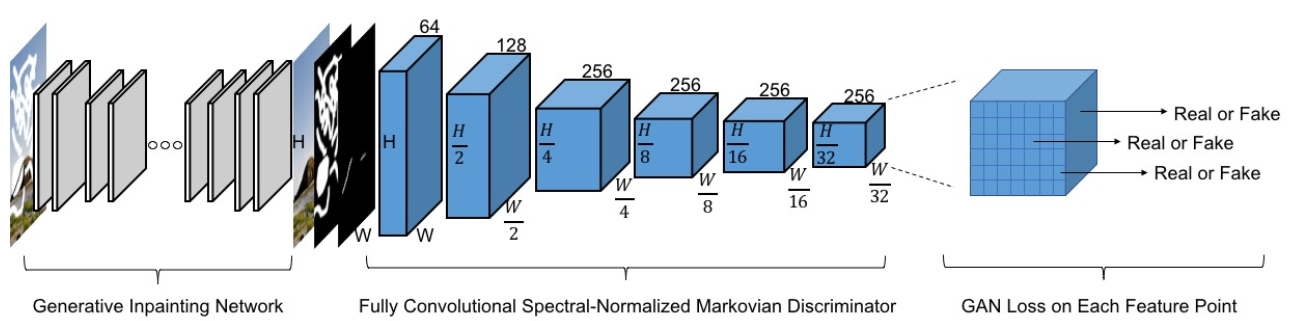 64
128
256
256
256
256
H
H
H/2
H/4
H/8
H/16
H/32
W
W
W/2
W/4
W/8
W/16
W/32
Real or Fake
Real or Fake
Real or Fake
Generative Inpainting Network
Fully Convolutional Spectral-Normalized Markovian Discriminator
GAN Loss on Each Feature Point